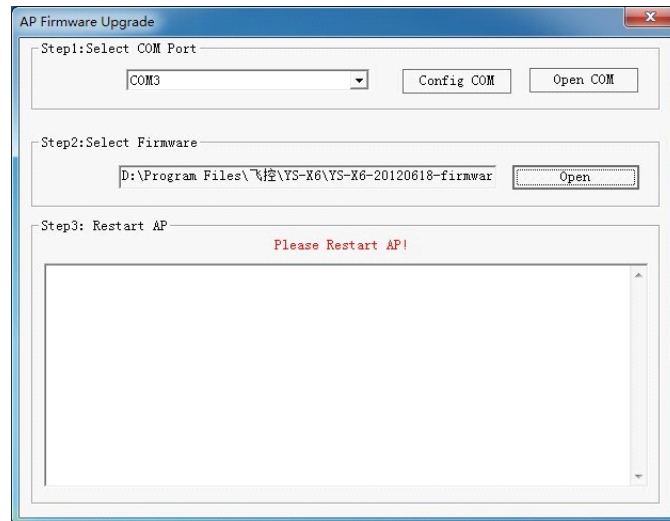 AP Firmware Upgrade
Step1:Select COM Port
COM3
Config COM
Open COM
Step2:Select Firmware
D:\Program Files\飞控\YS-X6\YS-X6-20120618-firmwar
Open
Step3: Restart AP
Please Restart AP!